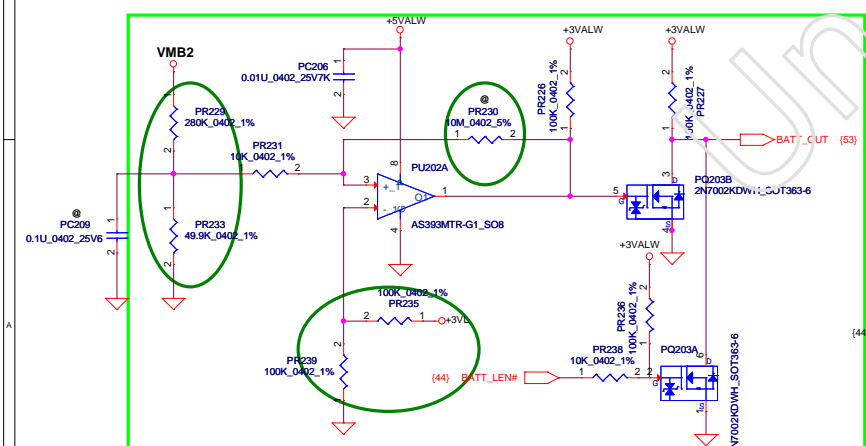 +5VALW
+3VALW
+3VALW
VMB2
PC206
0.01U_0402_25V7K
@
PR229
280K_0402_1%
PR230
10M_0402_5%
PR226
100K_0402_1%
PR227
100K_0402_1%
PR231
10K_0402_1%
PU202A
BATT_OUT {53}
PQ203B
2N7002KDWH_SOT363-6
@
PC209
0.1U_0402_25V6
PR233
49.9K_0402_1%
AS393MTR-G1_SO8
+3VALW
100K_0402_1%
PR235
+3VL
PR236
100K_0402_1%
PR239
100K_0402_1%
{44} BATT_LEN#
PR238
10K_0402_1%
PQ203A
{44
A